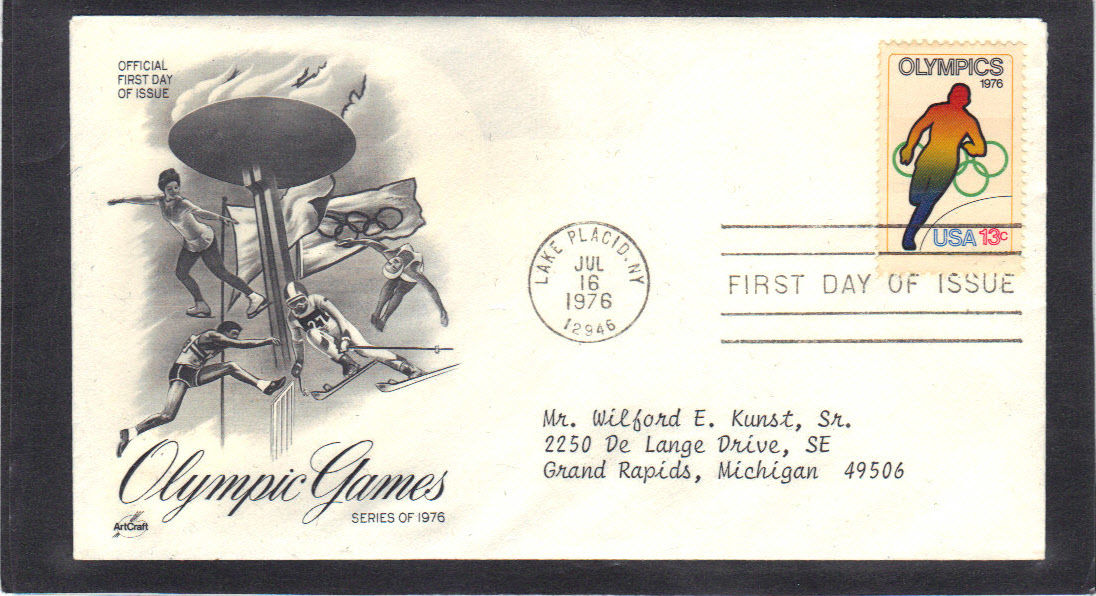 OFFICIAL
FIRST DAY
OF ISSUE
OLYMPICS
1976
USA 13c
LAKE PLACID, NY
JUL
16
1976
12946
FIRST DAY OF ISSUE
Mr. Wilford E. Kunst, Sr.
2250 De Lange Drive, SE
Grand Rapids, Michigan 49506
Olympic Games
SERIES OF 1976
ArtCraft